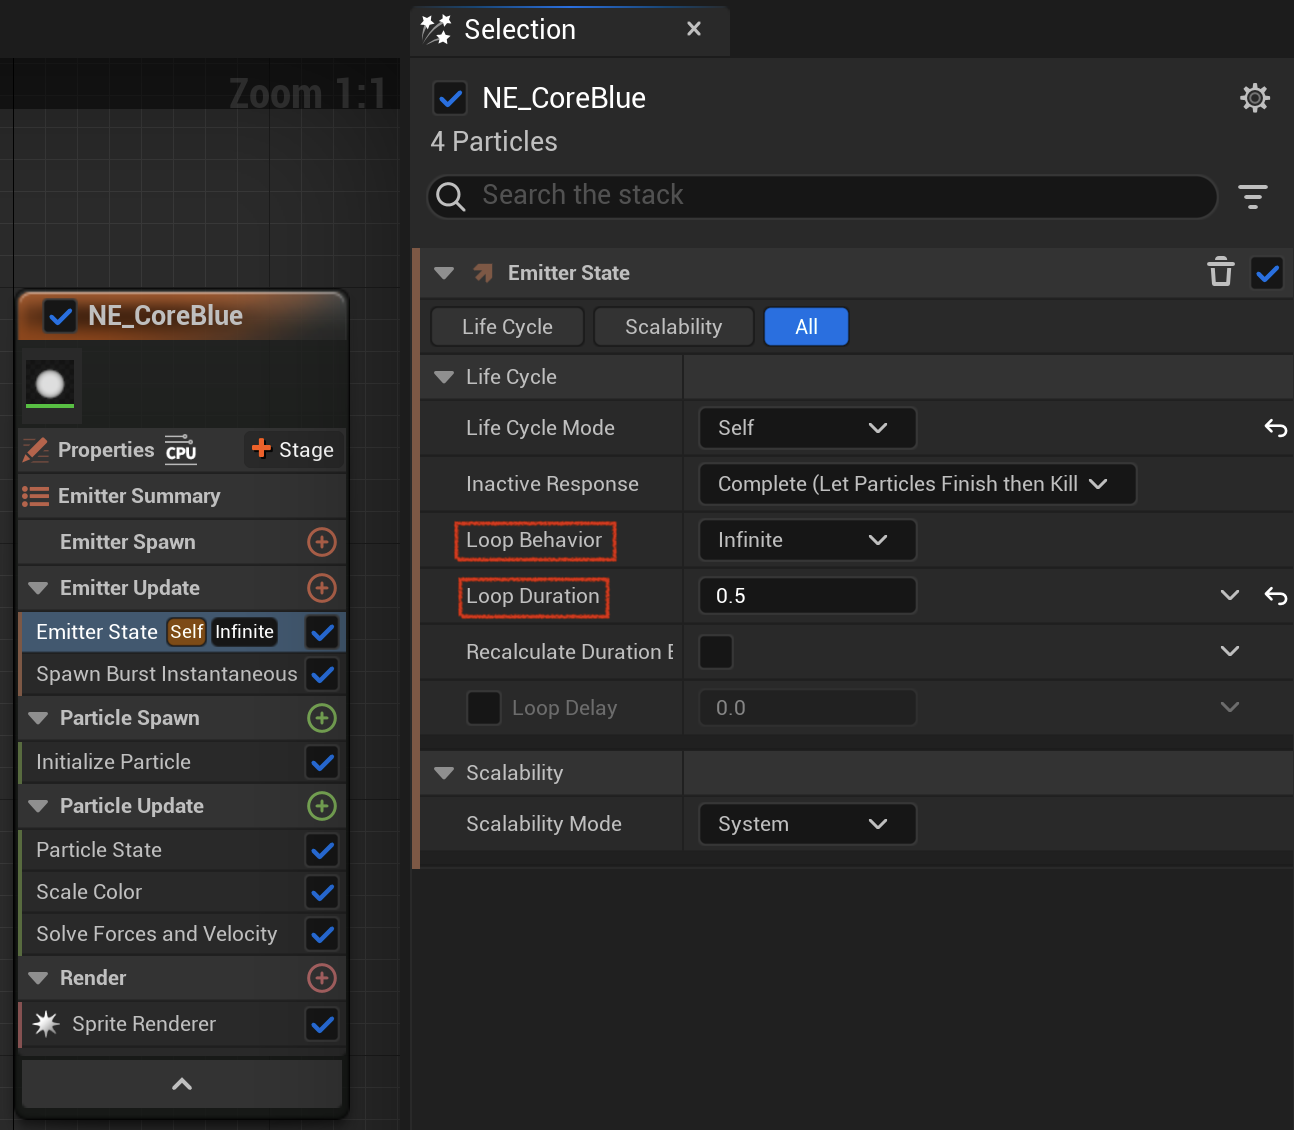 Selection
Zoom 1:1
NE_CoreBlue
4 Particles
Search the stack
Emitter State
Life Cycle
Scalability
All
Life Cycle
Life Cycle Mode
Self
Inactive Response
Complete (Let Particles Finish then Kill
Loop Behavior
Infinite
Loop Duration
0.5
Recalculate Duration E
Loop Delay
0.0
Scalability
Scalability Mode
System
NE_CoreBlue
Properties
CPU
Stage
Emitter Summary
Emitter Spawn
Emitter Update
Emitter State
Self
Infinite
Spawn Burst Instantaneous
Particle Spawn
Initialize Particle
Particle Update
Particle State
Scale Color
Solve Forces and Velocity
Render
Sprite Renderer